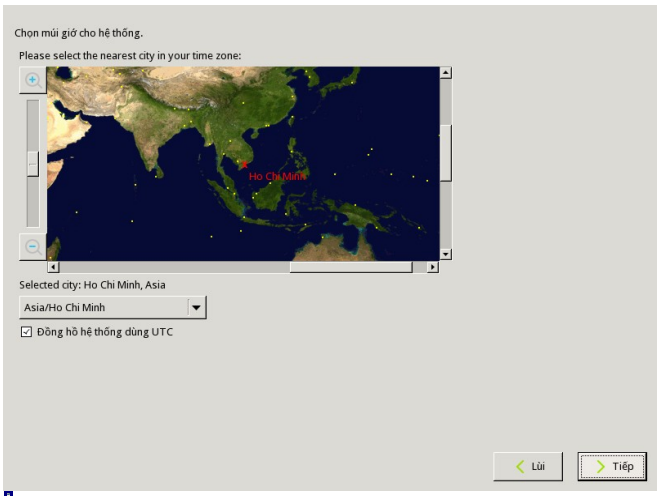 Chọn múi giớ cho hệ thống.
Please select the nearest city in your time zone:
Ho Chi Minh
Selected city: Ho Chi Minh, Asia
Asia/Ho Chi Minh
Đồng hồ hệ thống dùng UTC
Lùi
Tiếp